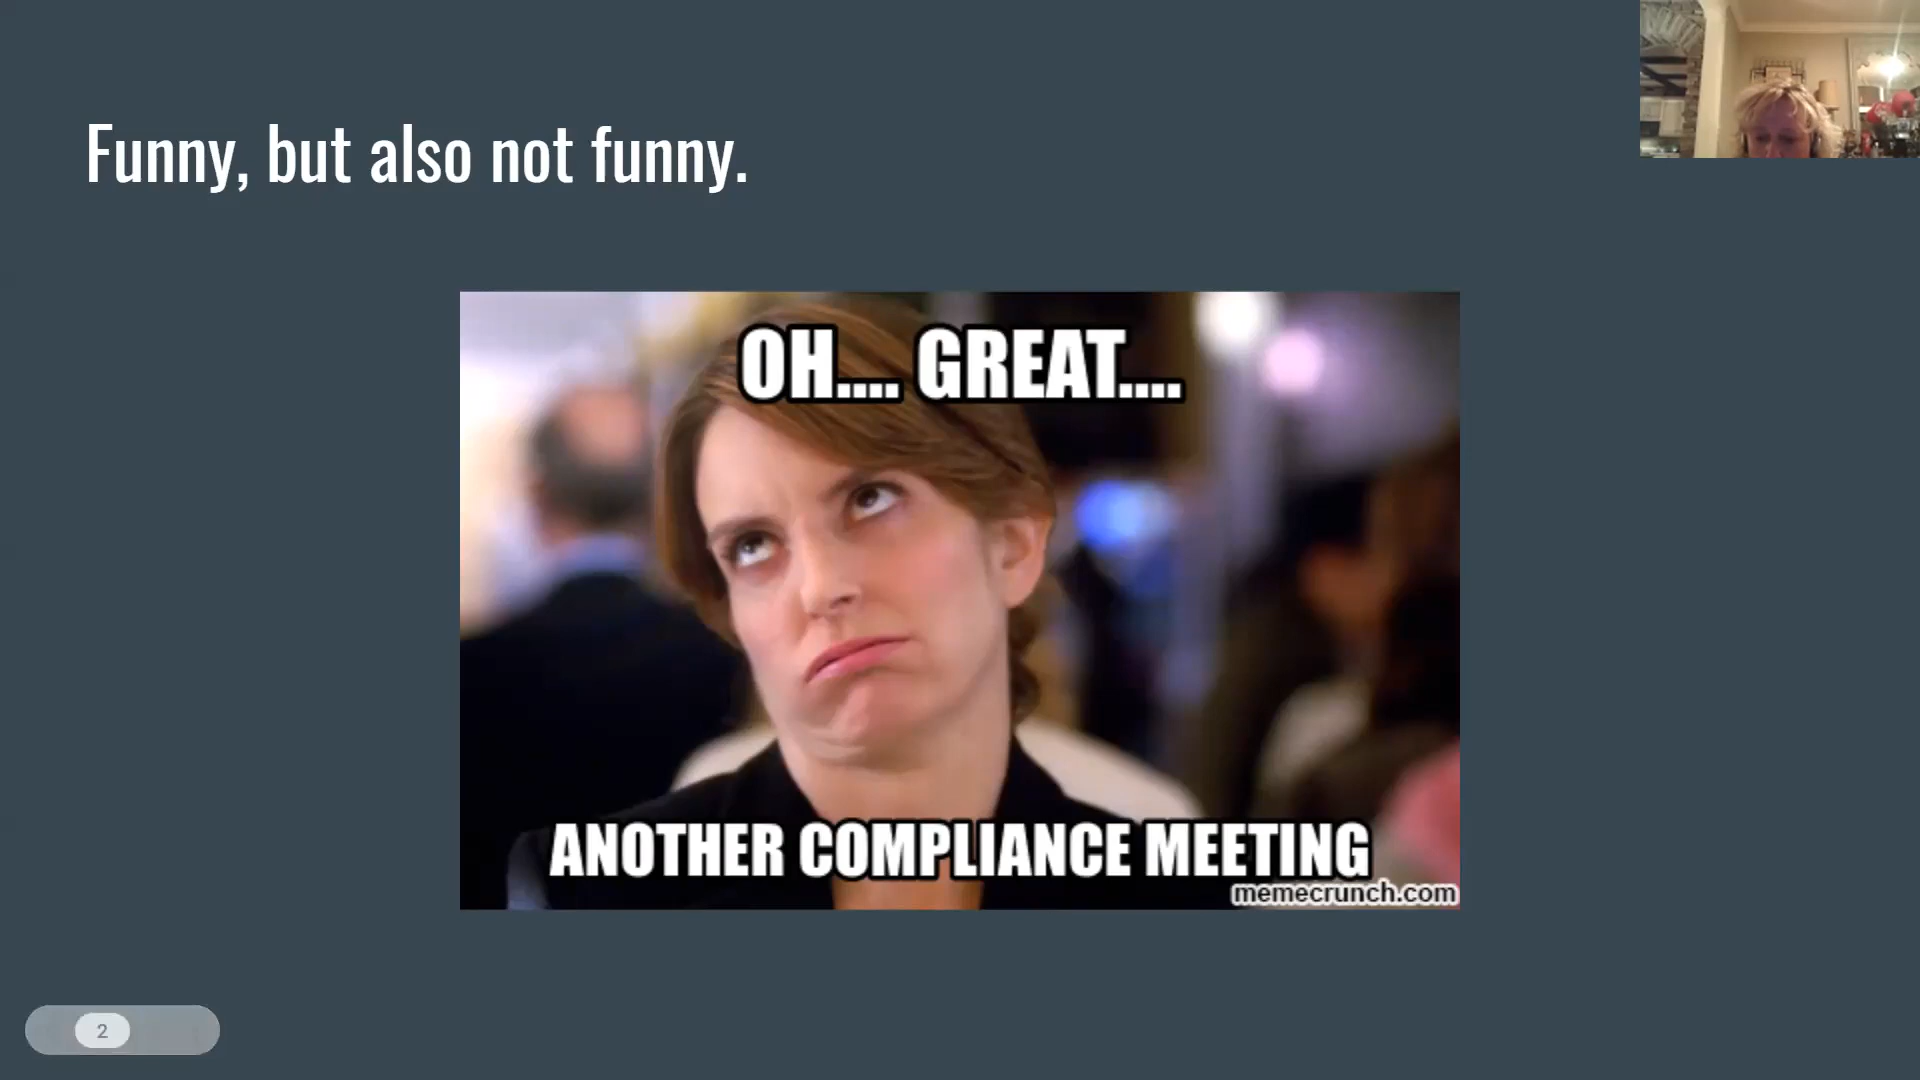 Funny, but also not funny.
OH.... GREAT....
ANOTHER COMPLIANCE MEETING
memecrunch.com
2